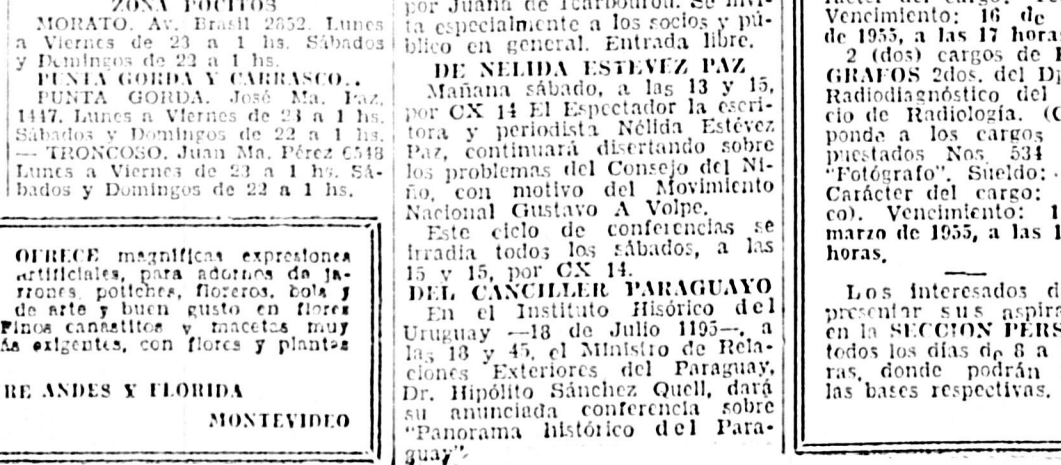 ZONA POCITOS
MORATO. Av. Brasil 2852. Lunes
a Viernes de 23 a 1 hs. Sábados
y Domingos de 22 a 1 hs.
PUNTA GORDA Y CARRASCO..
PUNTA GORDA. José Ma. Paz,
1447. Lunes a Viernes de 23 a 1 hs.
Sábados y Domingos de 22 a 1 hs.
— TRONCOSO. Juan Ma. Pérez 6548
Lunes a Viernes de 23 a 1 hs. Sá-
bados y Domingos de 22 a 1 hs.
OFRECE magníficas expresiones
artificiales, para adornos de ja-
rrones, potiches, floreros, bols y
de arte y buen gusto en flores
Finos canastitos y macetas muy
ás exigentes, con flores y plantas
RE ANDES Y FLORIDA
MONTEVIDEO
por Juana de Ibarbourou. Se invi-
ta especialmente a los socios y pú-
blico en general. Entrada libre.
DE NELIDA ESTEVEZ PAZ
Mañana sábado, a las 13 y 15,
por CX 14 El Espectador la escri-
tora y periodista Nélida Estévez
Paz, continuará disertando sobre
los problemas del Consejo del Ni-
ño, con motivo del Movimiento
Nacional Gustavo A Volpe.
Este ciclo de conferencias se
irradia todos los sábados, a las
15 y 15, por CX 14.
DEL CANCILLER PARAGUAYO
En el Instituto Hisórico del
Uruguay —18 de Julio 1195—, a
las 18 y 45, el Ministro de Rela-
ciones Exteriores del Paraguay,
Dr. Hipólito Sánchez Quell, dará
su anunciada conferencia sobre
"Panorama histórico del Para-
guay".
Vencimiento: 16 de
de 1955, a las 17 horas
2 (dos) cargos de
GRAFOS 2dos. del
Radiodiagnóstico del
cio de Radiología.
ponde a los cargos
puestados Nos. 534
"Fotógrafo". Sueldo:
Carácter del cargo:
co). Vencimiento: 1
marzo de 1955, a las 1
horas.
Los interesados d
presentar sus aspira
en la SECCION PERS
todos los días de 8 a
ras, donde podrán
las bases respectivas.